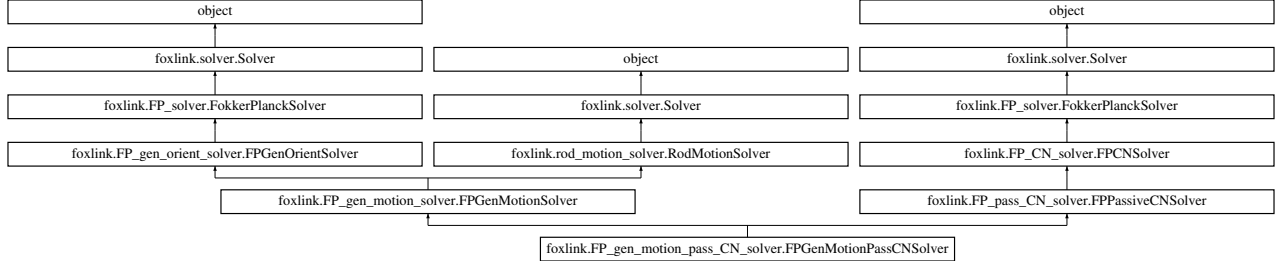 object
object
foxlink.solver.Solver
object
foxlink.solver.Solver
foxlink.FP_solver.FokkerPlanckSolver
foxlink.solver.Solver
foxlink.FP_solver.FokkerPlanckSolver
foxlink.FP_gen_orient_solver.FPGenOrientSolver
foxlink.rod_motion_solver.RodMotionSolver
foxlink.FP_CN_solver.FPCNSolver
foxlink.FP_gen_motion_solver.FPGenMotionSolver
foxlink.FP_pass_CN_solver.FPPassiveCNSolver
foxlink.FP_gen_motion_pass_CN_solver.FPGenMotionPassCNSolver